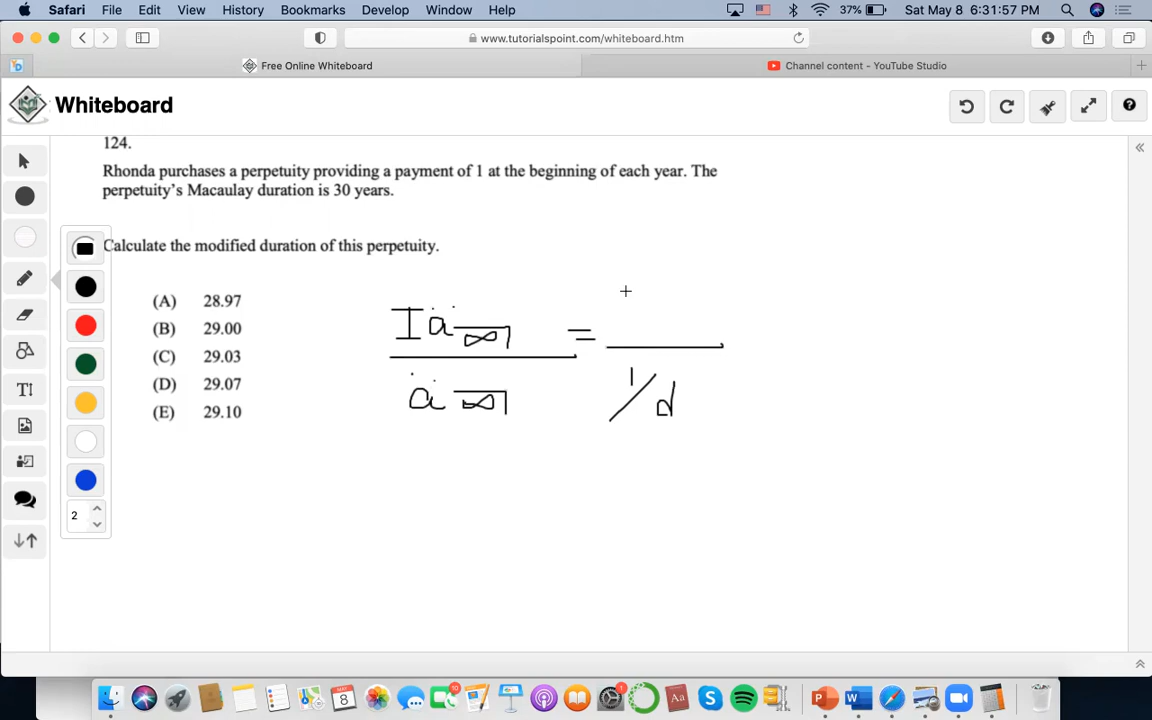 Safari File Edit View History Bookmarks Develop Window Help 37% Sat May 8 6:31:57 PM
www.tutorialspoint.com/whiteboard.htm
Free Online Whiteboard Channel content - YouTube Studio
Whiteboard
124.
Rhonda purchases a perpetuity providing a payment of 1 at the beginning of each year. The
perpetuity's Macaulay duration is 30 years.
Calculate the modified duration of this perpetuity.
(A) 28.97
(B) 29.00
(C) 29.03
(D) 29.07
(E) 29.10
Iä∞ =
ä∞ 1/d
T
2
8